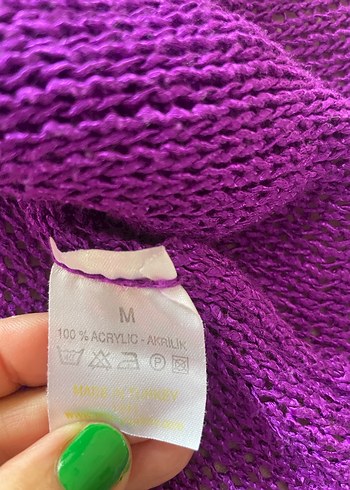 M
100 % ACRYLIC - AKRILIK
P
MADE IN TURKEY